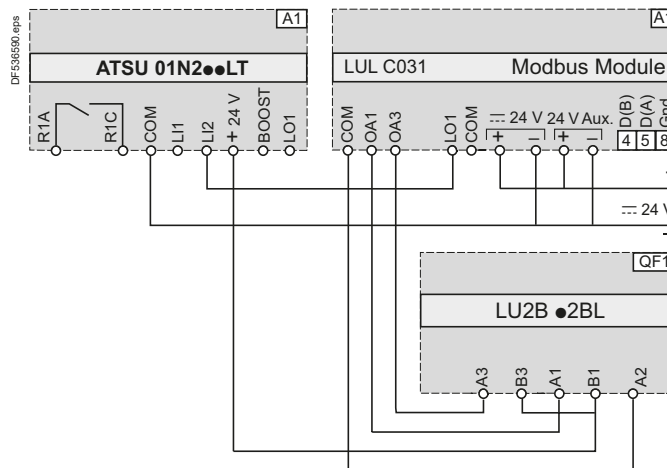 DF536590.eps
A1
ATSU 01N2●●LT
R1A
R1C
COM
LI1
LI2
+ 24 V
BOOST
LO1
A1
LUL C031 Modbus Module
COM
OA1
OA3
LO1
COM
24 V 24 V Aux.
+ – + –
D(B)
D(A)
Gnd
4 5 8
24 V
QF1
LU2B ●2BL
A3
B3
A1
B1
A2